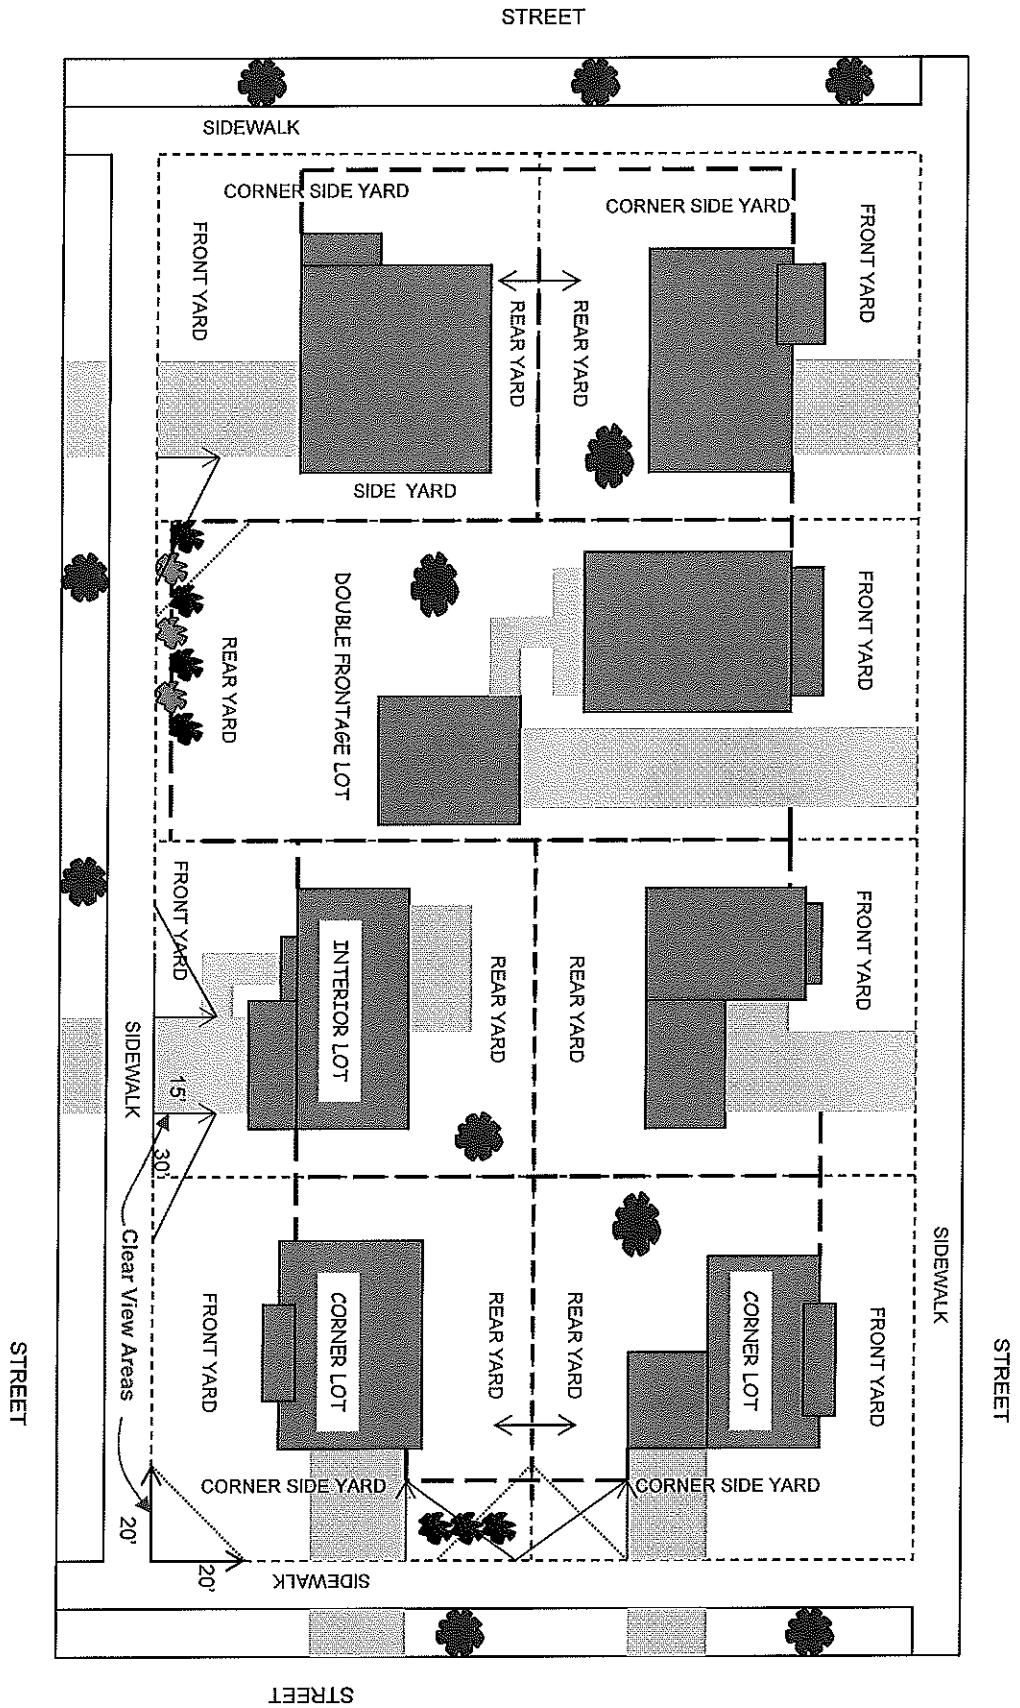 STREET
SIDEWALK
CORNER SIDE YARD
CORNER SIDE YARD
FRONT YARD
FRONT YARD
REAR YARD
REAR YARD
SIDE YARD
REAR YARD
DOUBLE FRONTAGE LOT
FRONT YARD
FRONT YARD
INTERIOR LOT
REAR YARD
REAR YARD
FRONT YARD
SIDEWALK
15'
30'
Clear View Areas
FRONT YARD
CORNER LOT
REAR YARD
REAR YARD
CORNER LOT
FRONT YARD
SIDEWALK
STREET
STREET
CORNER SIDE YARD
CORNER SIDE YARD
20'
20'
SIDEWALK
STREET